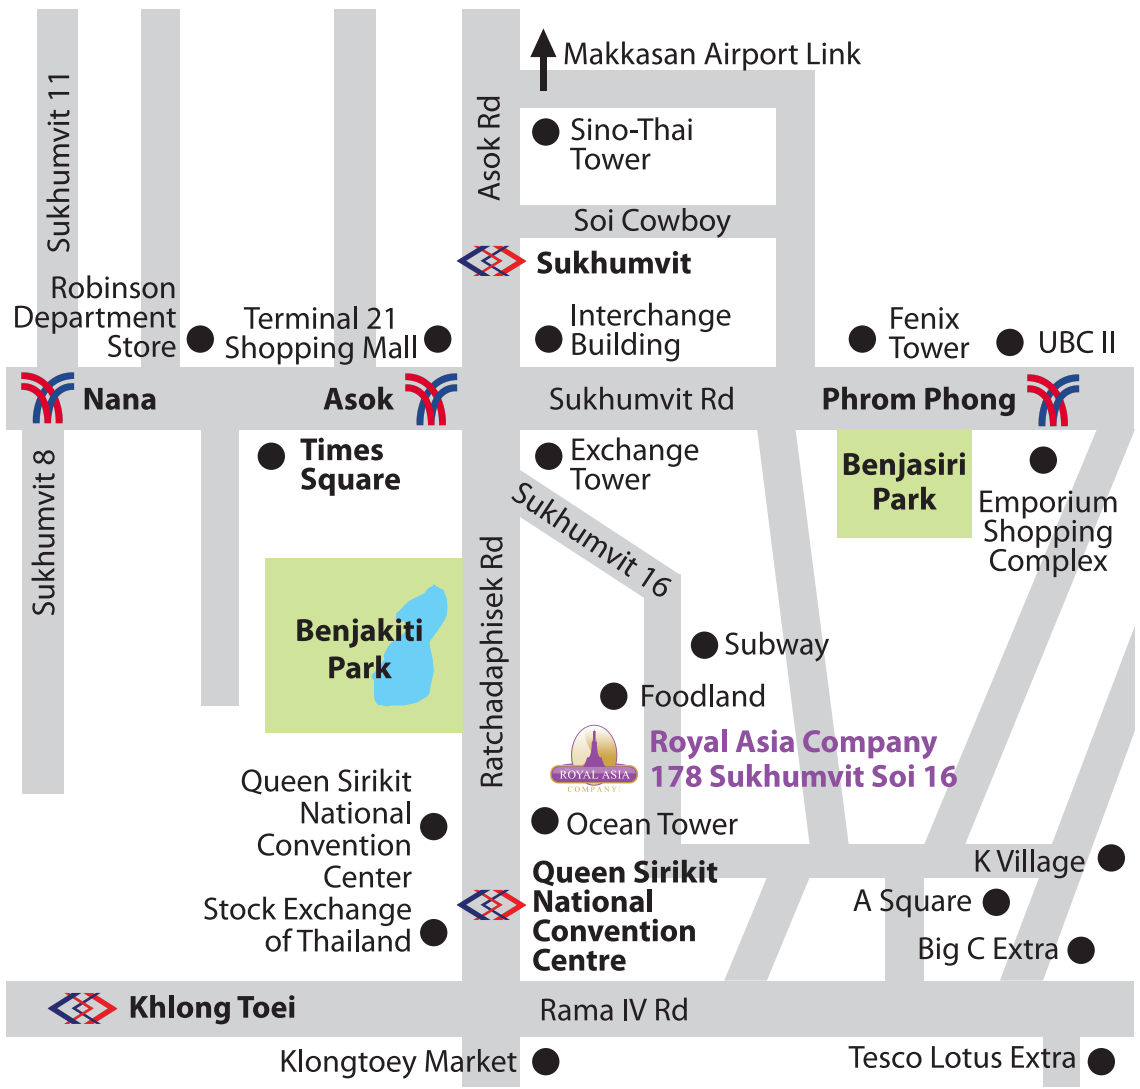 Makkasan Airport Link
Sukhumvit 11
Asok Rd
Sino-Thai
Tower
Soi Cowboy
Sukhumvit
Robinson
Department
Store
Terminal 21
Shopping Mall
Interchange
Building
Fenix
Tower
UBC II
Nana
Asok
Sukhumvit Rd
Phrom Phong
Sukhumvit 8
Times
Square
Exchange
Tower
Benjasiri
Park
Emporium
Shopping
Complex
Sukhumvit 16
Ratchadaphisek Rd
Benjakiti
Park
Subway
Foodland
ROYAL ASIA
COMPANY
Royal Asia Company
178 Sukhumvit Soi 16
Queen Sirikit
National
Convention
Center
Ocean Tower
Stock Exchange
of Thailand
Queen Sirikit
National
Convention
Centre
K Village
A Square
Big C Extra
Khlong Toei
Rama IV Rd
Klongtoey Market
Tesco Lotus Extra